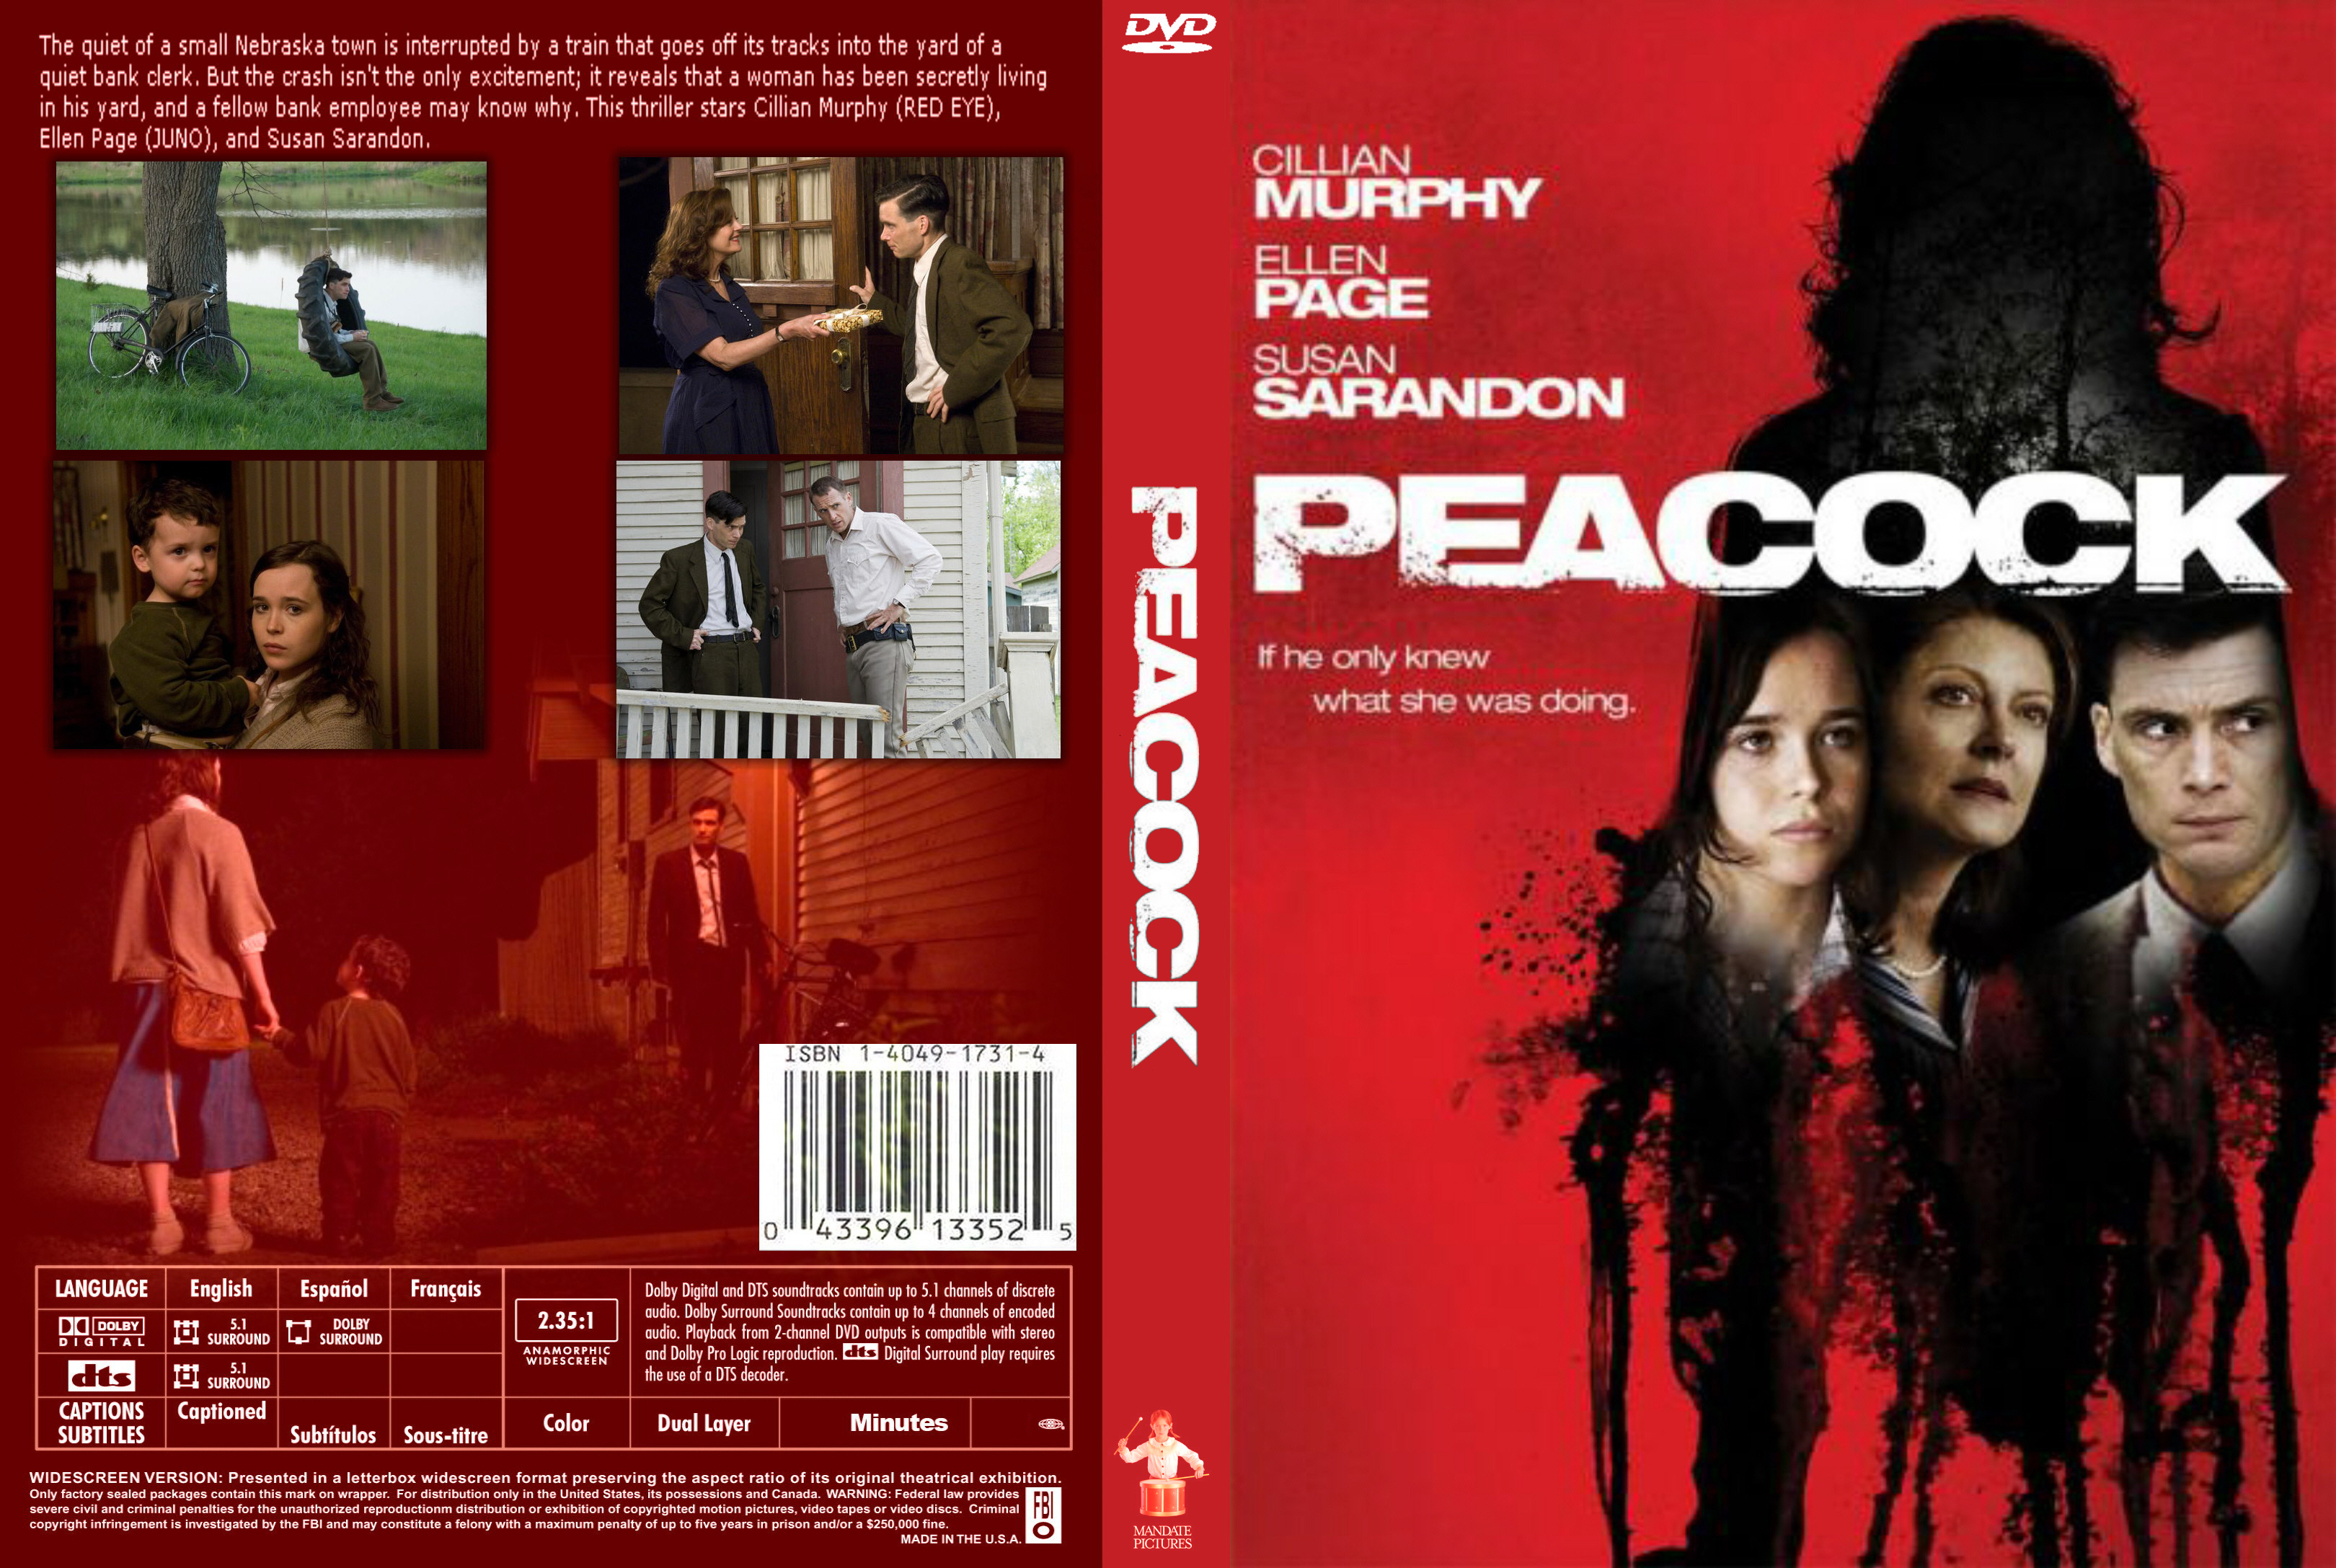 The quiet of a small Nebraska town is interrupted by a train that goes off its tracks into the yard of a
quiet bank clerk. But the crash isn't the only excitement; it reveals that a woman has been secretly living
in his yard, and a fellow bank employee may know why. This thriller stars Cillian Murphy (RED EYE),
Ellen Page (JUNO), and Susan Sarandon.
ISBN 1-4049-1731-4
0 43396 13352 5
LANGUAGE English Español Français
DOLBY DIGITAL 5.1 SURROUND DOLBY SURROUND
dts 5.1 SURROUND
CAPTIONS SUBTITLES Captioned Subtítulos Sous-titre
2.35:1
ANAMORPHIC
WIDESCREEN
Dolby Digital and DTS soundtracks contain up to 5.1 channels of discrete
audio. Dolby Surround Soundtracks contain up to 4 channels of encoded
audio. Playback from 2-channel DVD outputs is compatible with stereo
and Dolby Pro Logic reproduction. dts Digital Surround play requires
the use of a DTS decoder.
Color Dual Layer Minutes
WIDESCREEN VERSION: Presented in a letterbox widescreen format preserving the aspect ratio of its original theatrical exhibition.
Only factory sealed packages contain this mark on wrapper. For distribution only in the United States, its possessions and Canada. WARNING: Federal law provides
severe civil and criminal penalties for the unauthorized reproductionm distribution or exhibition of copyrighted motion pictures, video tapes or video discs. Criminal
copyright infringement is investigated by the FBI and may constitute a felony with a maximum penalty of up to five years in prison and/or a $250,000 fine.
MADE IN THE U.S.A.
FBI
DVD
PEACOCK
MANDATE
PICTURES
CILLIAN
MURPHY
ELLEN
PAGE
SUSAN
SARANDON
PEACOCK
If he only knew
what she was doing.